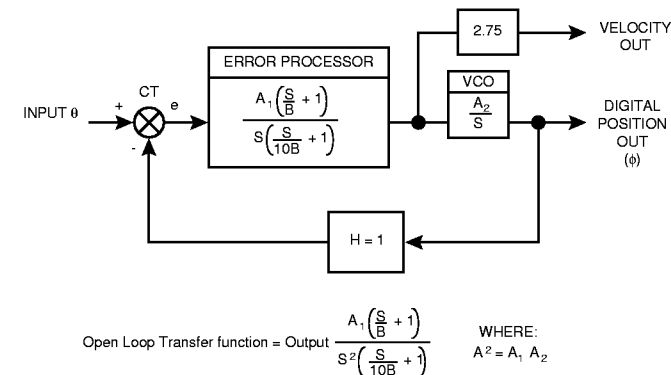 2.75
VELOCITY
OUT
ERROR PROCESSOR
CT
VCO
INPUT θ
+
e
-
A₁(S/B + 1)
S(S/10B + 1)
A₂
S
DIGITAL
POSITION
OUT
(ϕ)
H = 1
Open Loop Transfer function = Output A₁(S/B + 1) / S²(S/10B + 1)
WHERE:
A² = A₁ A₂